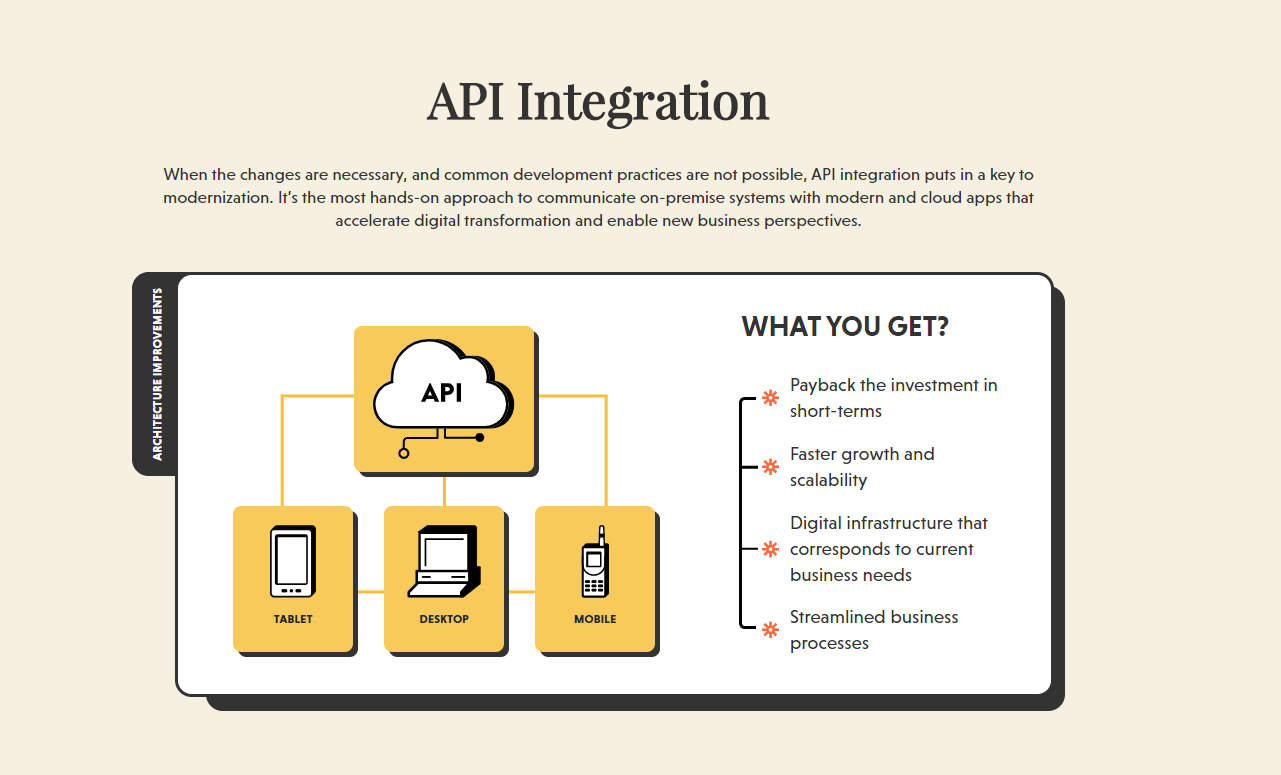 API Integration
When the changes are necessary, and common development practices are not possible, API integration puts in a key to
modernization. It’s the most hands-on approach to communicate on-premise systems with modern and cloud apps that
accelerate digital transformation and enable new business perspectives.
ARCHITECTURE IMPROVEMENTS
API
TABLET
DESKTOP
MOBILE
WHAT YOU GET?
Payback the investment in
short-terms
Faster growth and
scalability
Digital infrastructure that
corresponds to current
business needs
Streamlined business
processes